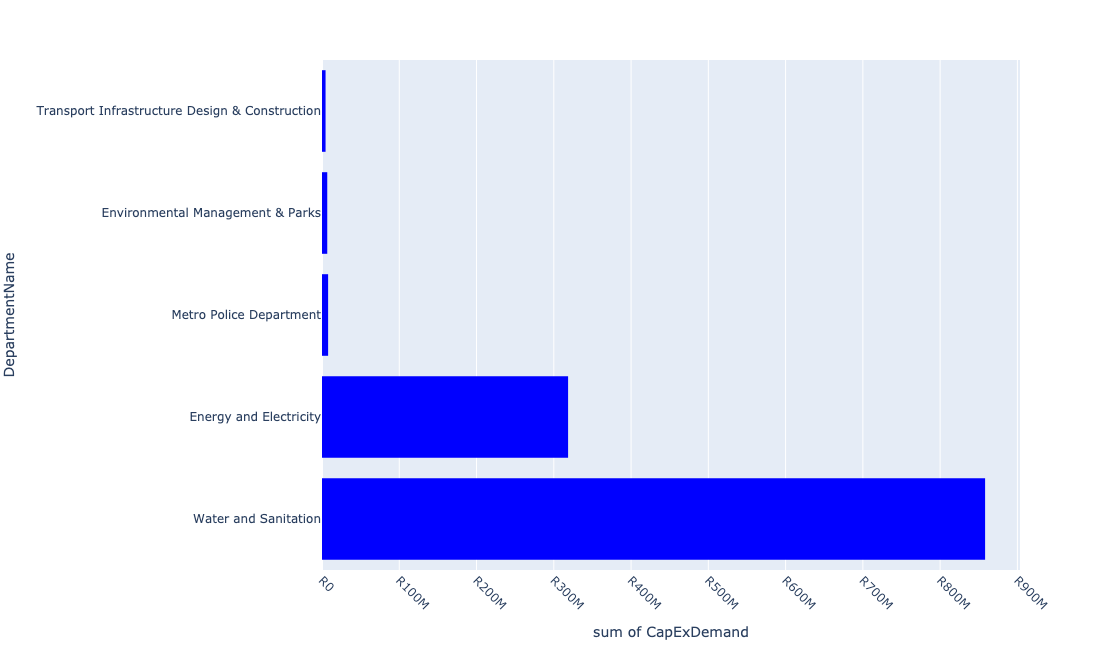 DepartmentName
Transport Infrastructure Design & Construction
Environmental Management & Parks
Metro Police Department
Energy and Electricity
Water and Sanitation
R0
R100M
R200M
R300M
R400M
R500M
R600M
R700M
R800M
R900M
sum of CapExDemand